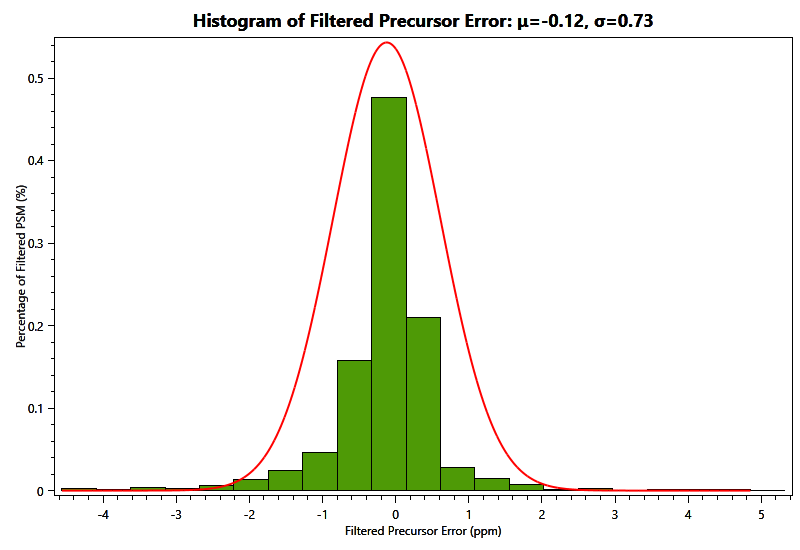 Histogram of Filtered Precursor Error: μ=-0.12, σ=0.73
Percentage of Filtered PSM (%)
0.5
0.4
0.3
0.2
0.1
0
-4 -3 -2 -1 0 1 2 3 4 5
Filtered Precursor Error (ppm)